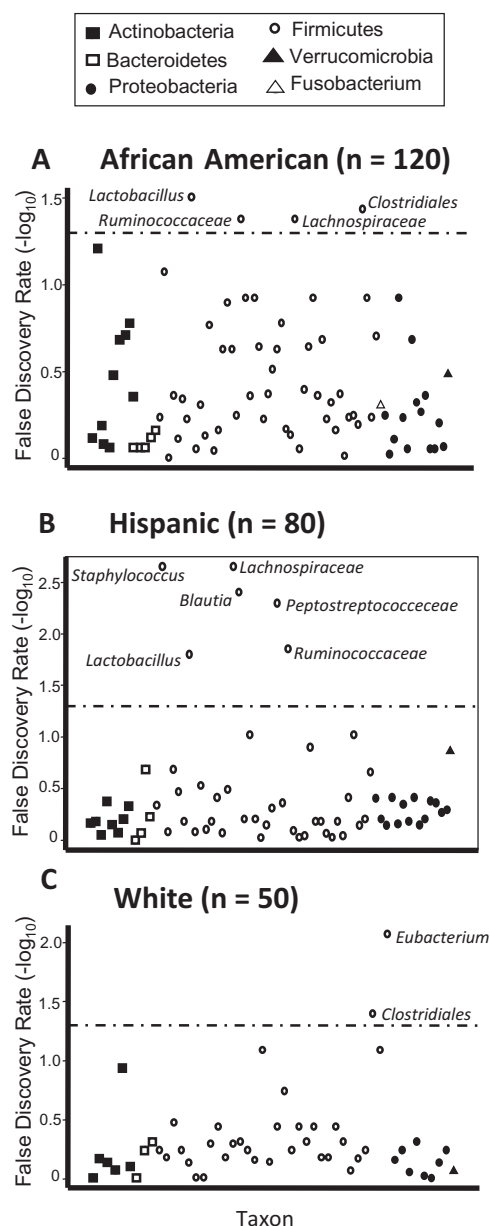 Actinobacteria
Bacteroidetes
Proteobacteria
Firmicutes
Verrucomicrobia
Fusobacterium
A African American (n = 120)
False Discovery Rate (-log10)
1.5
1.0
0.5
0
Lactobacillus
Clostridiales
Ruminococcaceae
Lachnospiraceae
B Hispanic (n = 80)
False Discovery Rate (-log10)
2.5
2.0
1.5
1.0
0.5
0
Staphylococcus
Lachnospiraceae
Blautia
Peptostreptococceceae
Lactobacillus
Ruminococcaceae
C White (n = 50)
False Discovery Rate (-log10)
2.0
1.5
1.0
0.5
0
Eubacterium
Clostridiales
Taxon